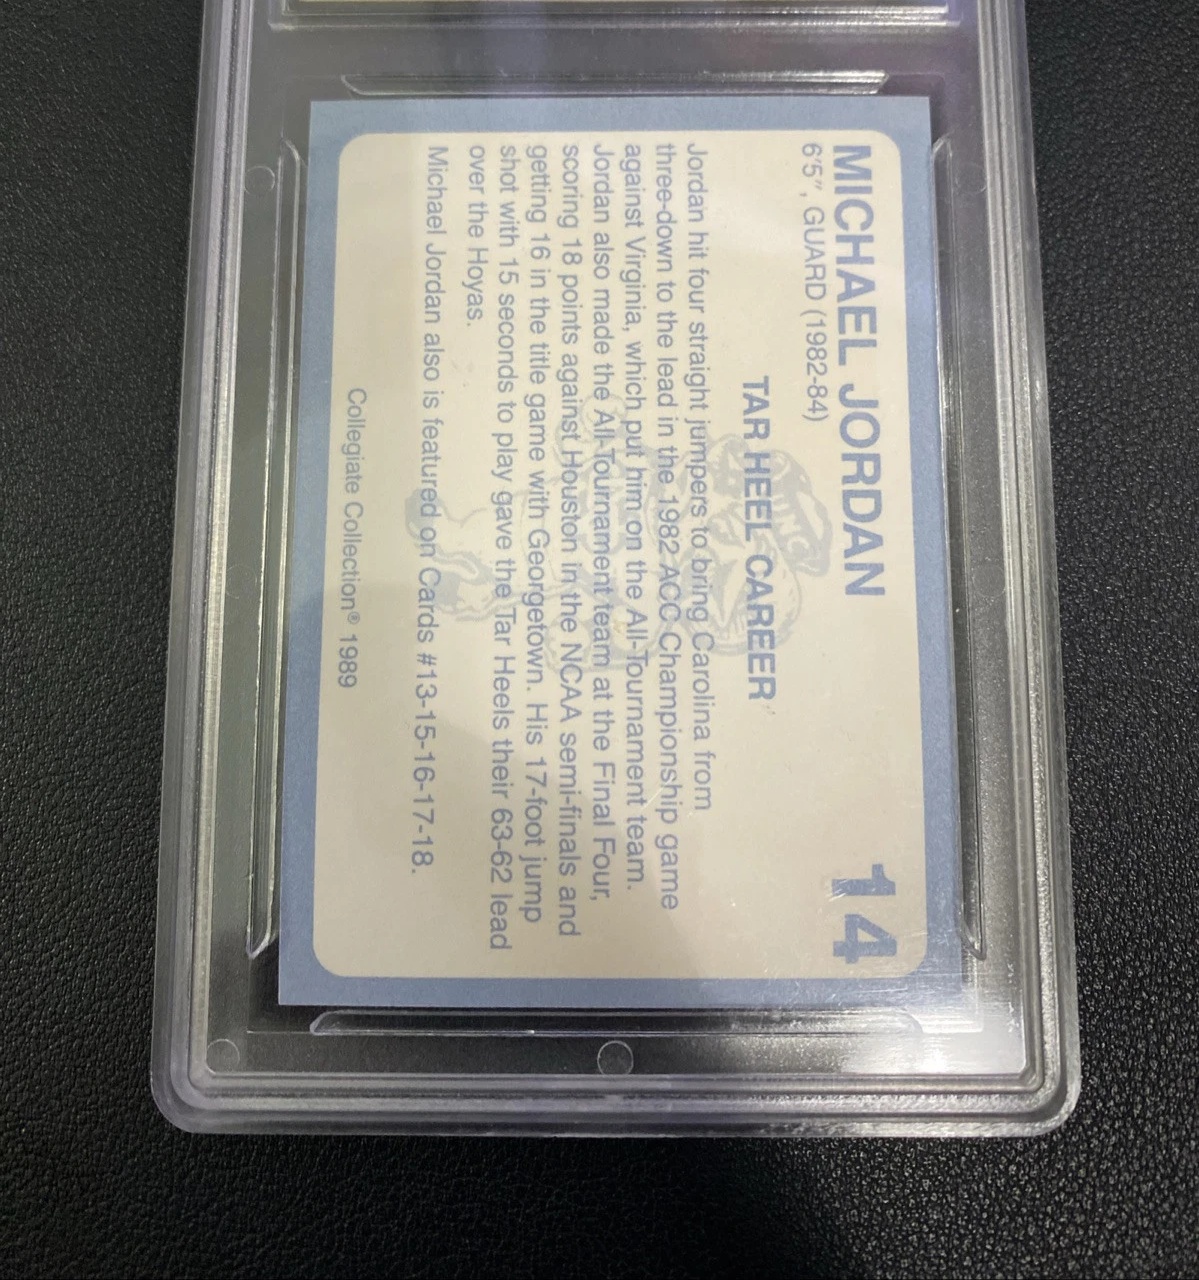 MICHAEL JORDAN 14
6'5", GUARD (1982-84)
TAR HEEL CAREER
Jordan hit four straight jumpers to bring Carolina from
three-down to the lead in the 1982 ACC Championship game
against Virginia, which put him on the All-Tournament team.
Jordan also made the All-Tournament team at the Final Four,
scoring 18 points against Houston in the NCAA semi-finals and
getting 16 in the title game with Georgetown. His 17-foot jump
shot with 15 seconds to play gave the Tar Heels their 63-62 lead
over the Hoyas.
Michael Jordan also is featured on Cards #13-15-16-17-18.
Collegiate Collection® 1989
UNC